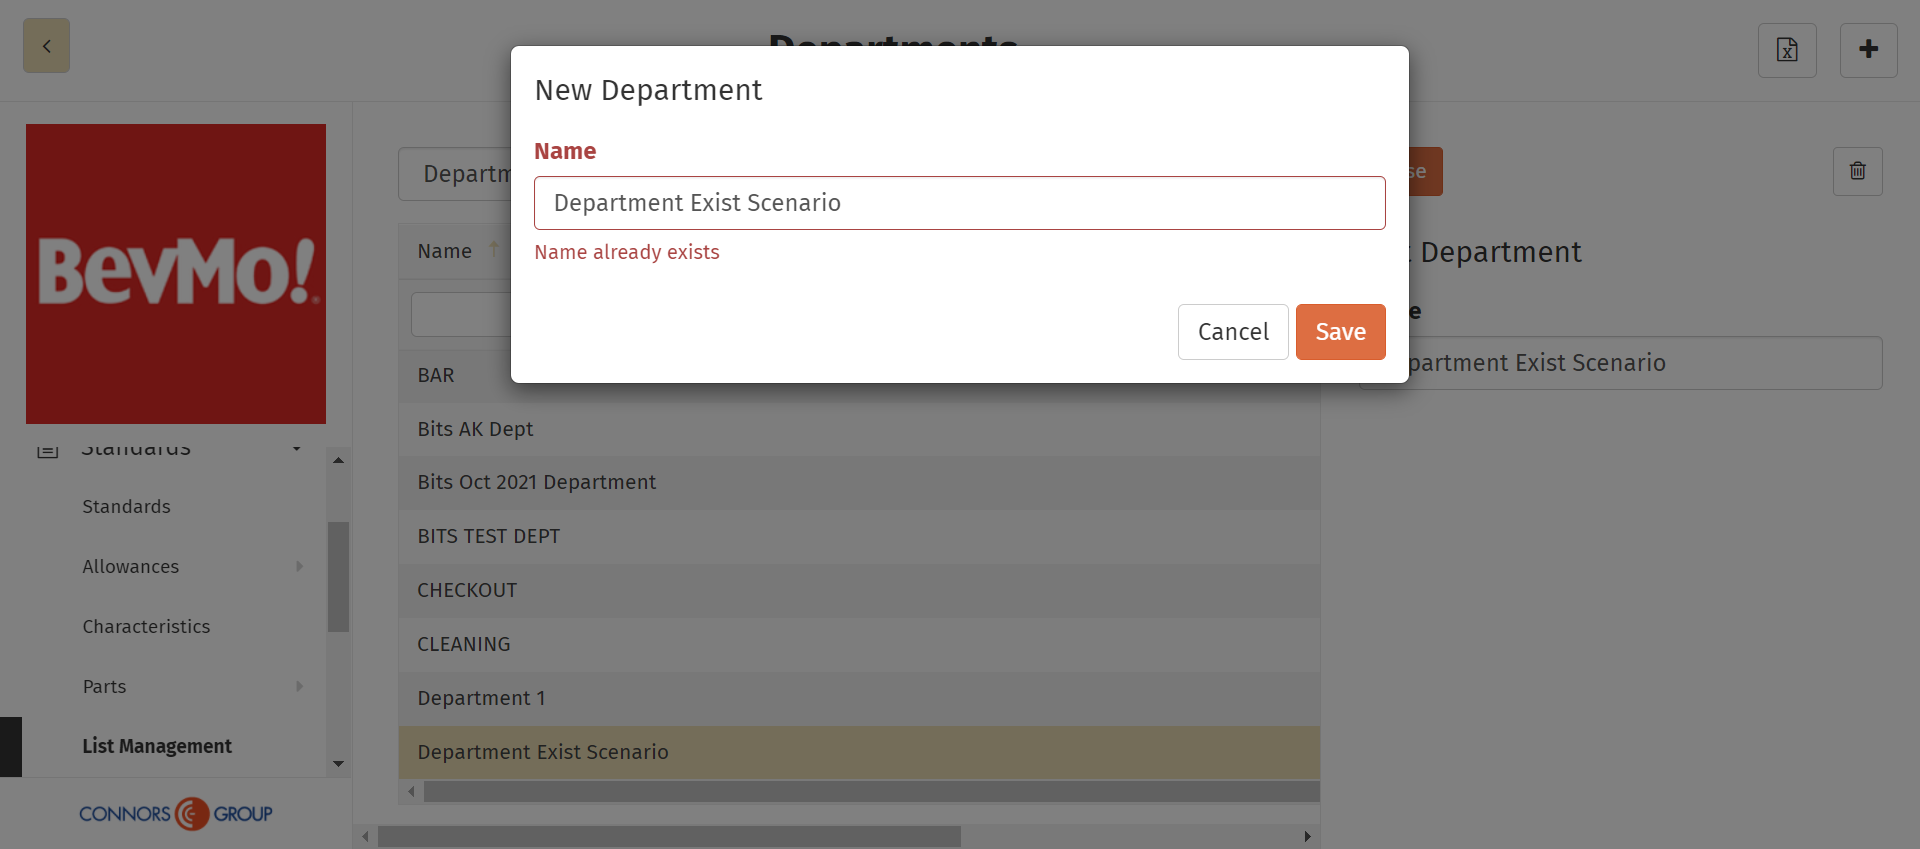 Departments
New Department
Name
Department Exist Scenario
Name already exists
Cancel
Save
BevMo!
Standards
Standards
Allowances
Characteristics
Parts
List Management
CONNORS GROUP
Name
BAR
Bits AK Dept
Bits Oct 2021 Department
BITS TEST DEPT
CHECKOUT
CLEANING
Department 1
Department Exist Scenario
Department
partment Exist Scenario